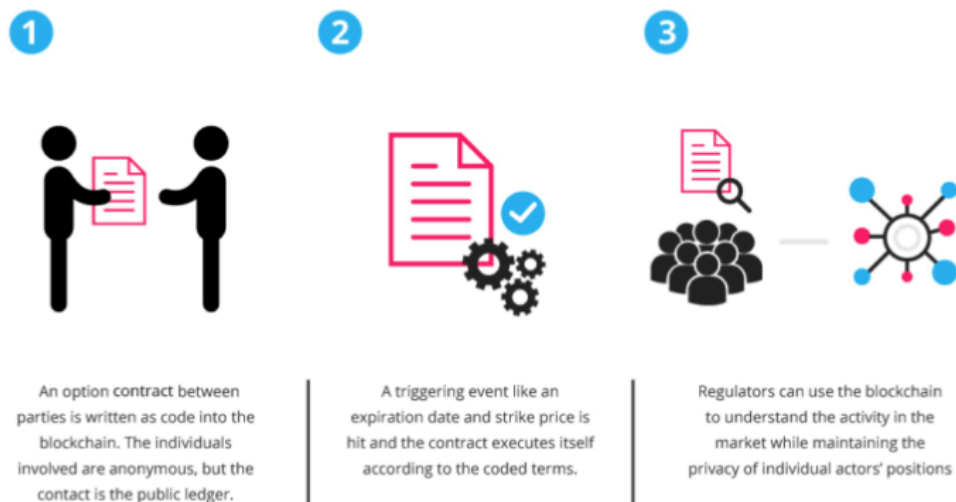 1
2
3
An option contract between
parties is written as code into the
blockchain. The individuals
involved are anonymous, but the
contact is the public ledger.
A triggering event like an
expiration date and strike price is
hit and the contract executes itself
according to the coded terms.
Regulators can use the blockchain
to understand the activity in the
market while maintaining the
privacy of individual actors' positions